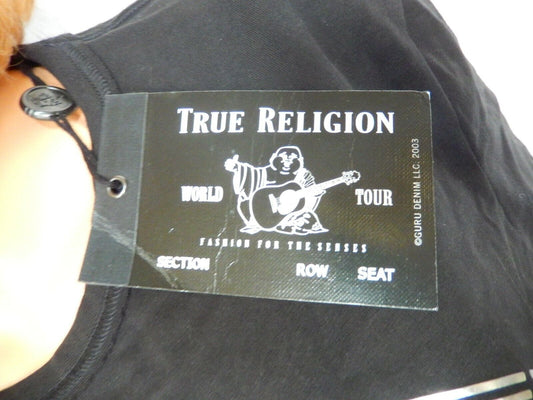 TRUE RELIGION
WORLD TOUR
FASHION FOR THE SENSES
SECTION ROW SEAT
©GURU DENIM LLC. 2003